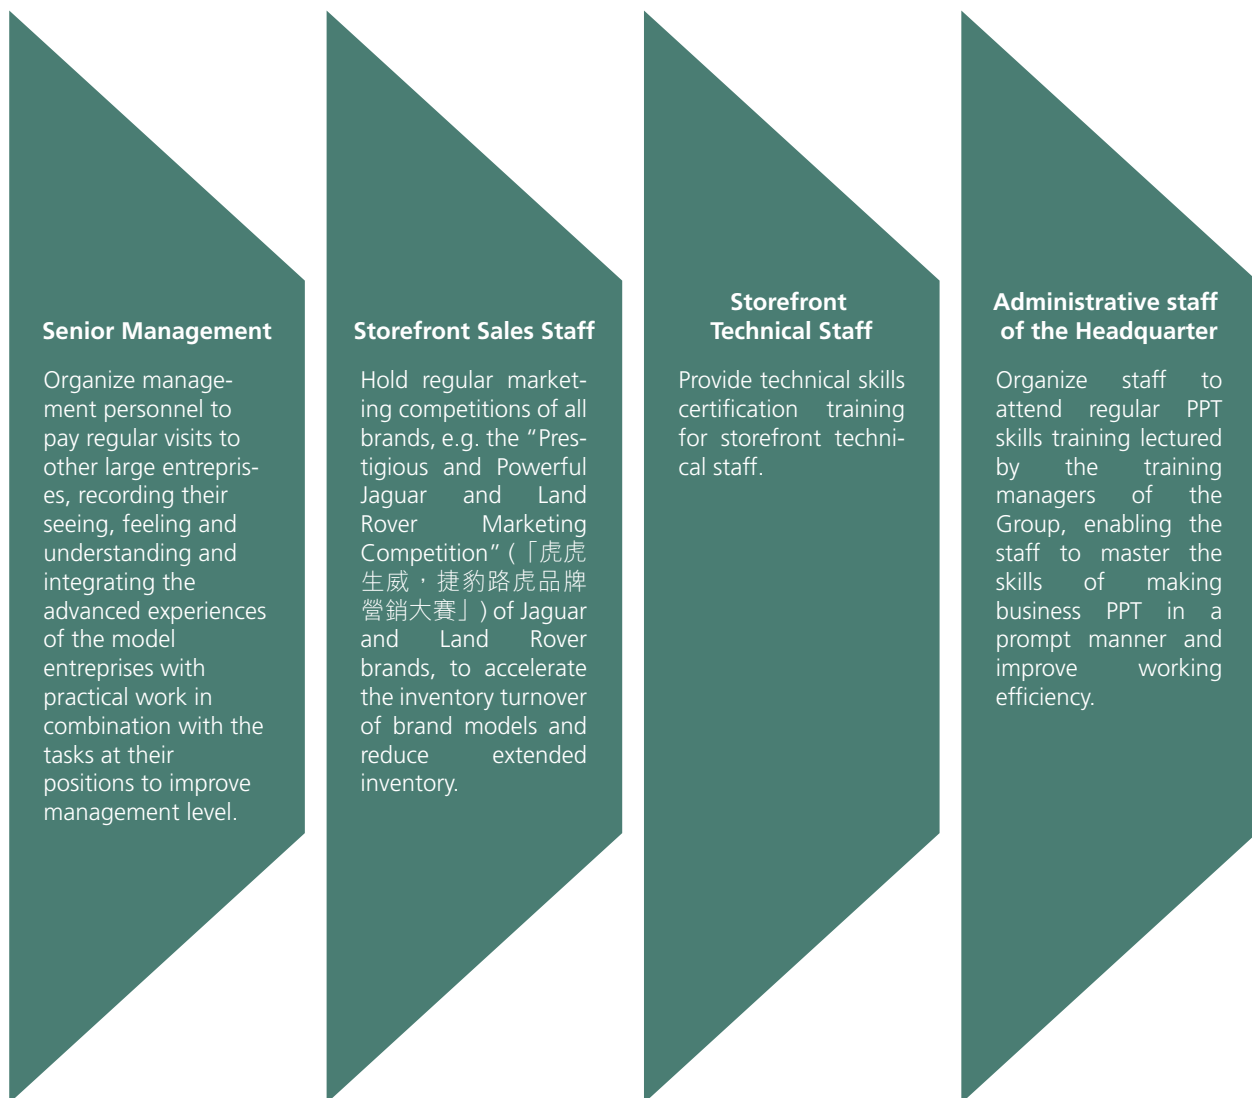 Senior Management
Organize manage-
ment personnel to
pay regular visits to
other large entrepris-
es, recording their
seeing, feeling and
understanding and
integrating the
advanced experiences
of the model
entreprises with
practical work in
combination with the
tasks at their
positions to improve
management level.
Storefront Sales Staff
Hold regular market-
ing competitions of all
brands, e.g. the “Pres-
tigious and Powerful
Jaguar and Land
Rover Marketing
Competition” (「虎虎
生威，捷豹路虎品牌
營銷大賽」) of Jaguar
and Land Rover
brands, to accelerate
the inventory turnover
of brand models and
reduce extended
inventory.
Storefront
Technical Staff
Provide technical skills
certification training
for storefront techni-
cal staff.
Administrative staff
of the Headquarter
Organize staff to
attend regular PPT
skills training lectured
by the training
managers of the
Group, enabling the
staff to master the
skills of making
business PPT in a
prompt manner and
improve working
efficiency.